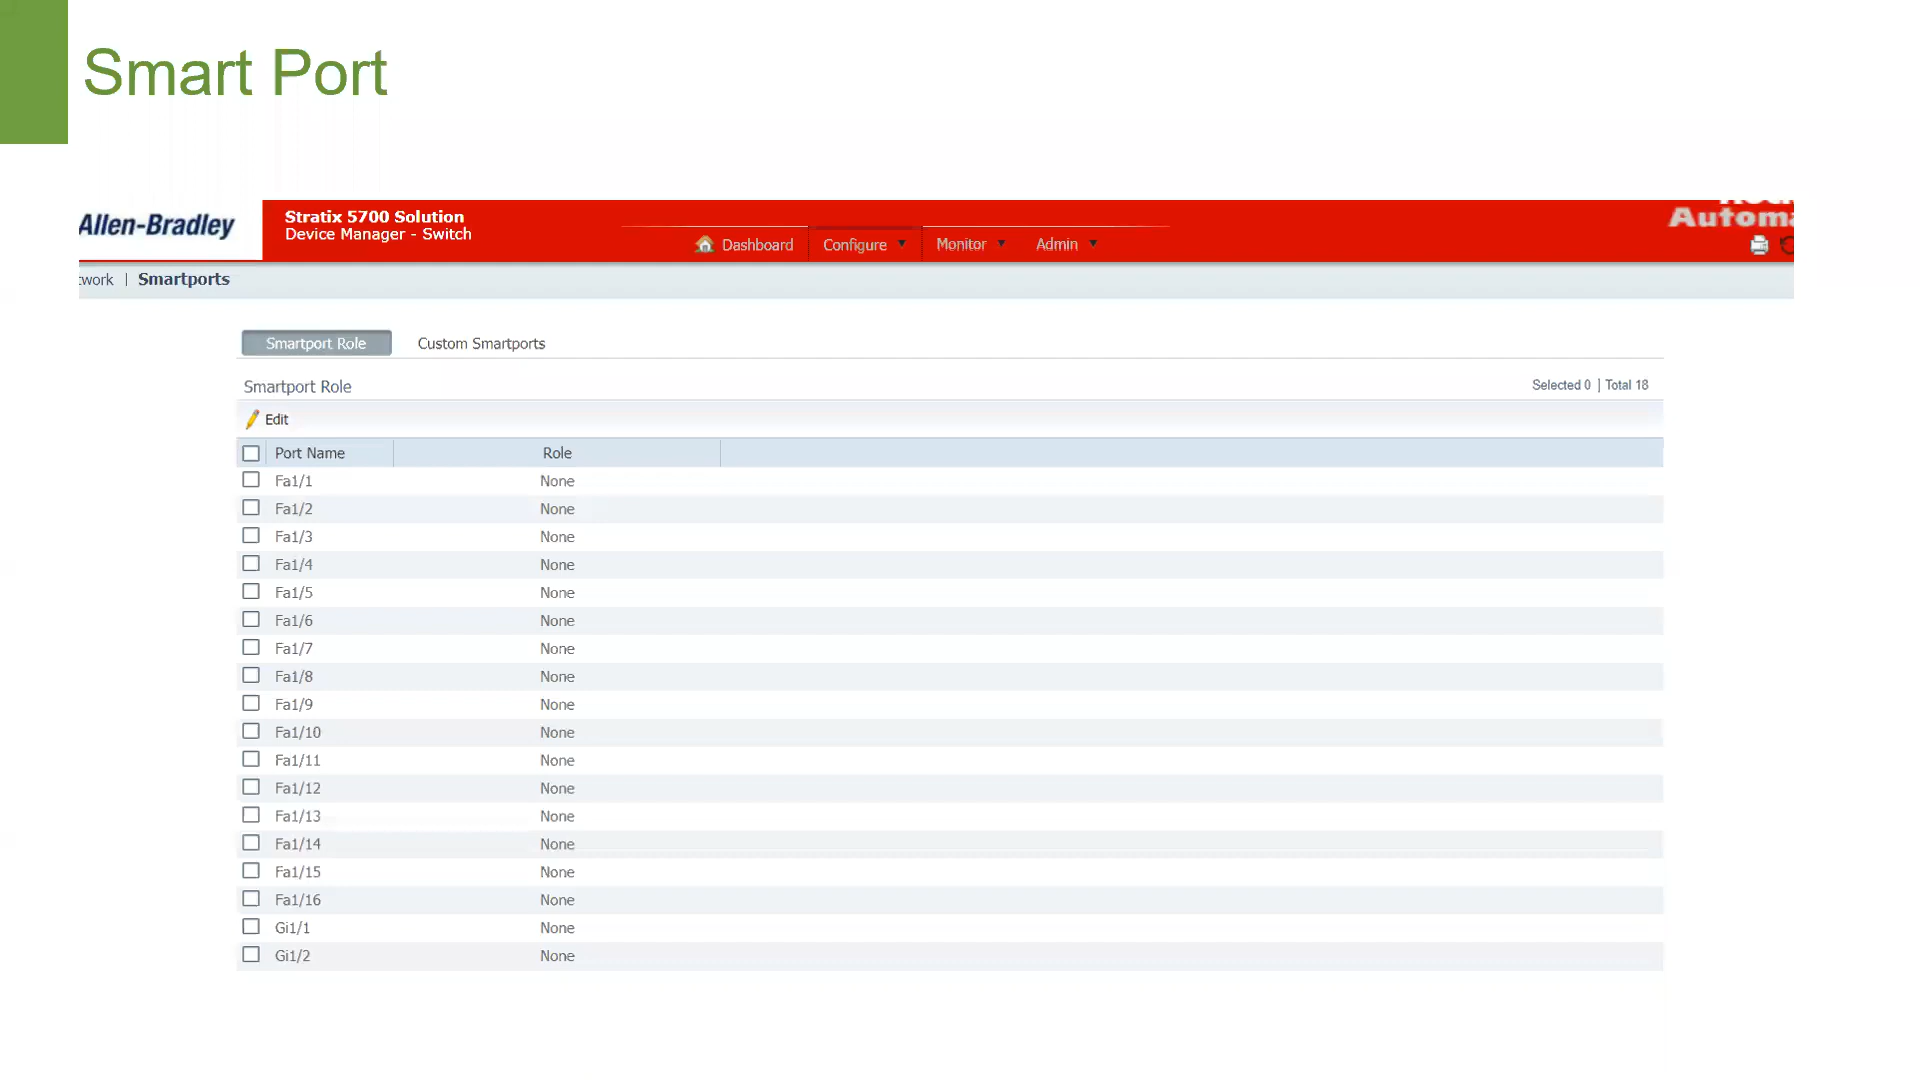 Smart Port
Allen-Bradley
Stratix 5700 Solution
Device Manager - Switch
Dashboard
Configure
Monitor
Admin
Automa
work | Smartports
Smartport Role
Custom Smartports
Smartport Role
Selected 0 | Total 18
Edit
Port Name Role
Fa1/1 None
Fa1/2 None
Fa1/3 None
Fa1/4 None
Fa1/5 None
Fa1/6 None
Fa1/7 None
Fa1/8 None
Fa1/9 None
Fa1/10 None
Fa1/11 None
Fa1/12 None
Fa1/13 None
Fa1/14 None
Fa1/15 None
Fa1/16 None
Gi1/1 None
Gi1/2 None